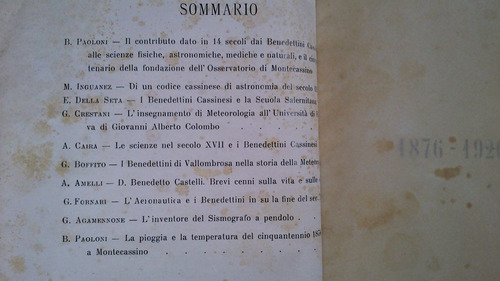 SOMMARIO
B. PAOLONI — Il contributo dato in 14 secoli dai Benedettini
alle scienze fisiche, astronomiche, mediche e naturali, e il
tenario della fondazione dell'Osservatorio di Montecassino
M. INGUANEZ — Di un codice cassinese di astronomia del secolo
E. DELLA SETA — I Benedettini Cassinesi e la Scuola Salernitana
G. CRESTANI — L'insegnamento di Meteorologia all'Università di
va di Giovanni Alberto Colombo . . . . .
A. CAIRA — Le scienze nel secolo XVII e i Benedettini Cassinesi
G. BOFFITO — I Benedettini di Vallombrosa nella storia della
A. AMELLI — D. Benedetto Castelli. Brevi cenni sulla vita e sulle
G. FORNARI — L'Aeronautica e i Benedettini in su la fine del
G. AGAMENNONE — L'inventore del Sismografo a pendolo . .
B. PAOLONI — La pioggia e la temperatura del cinquantennio
a Montecassino . . . . . .